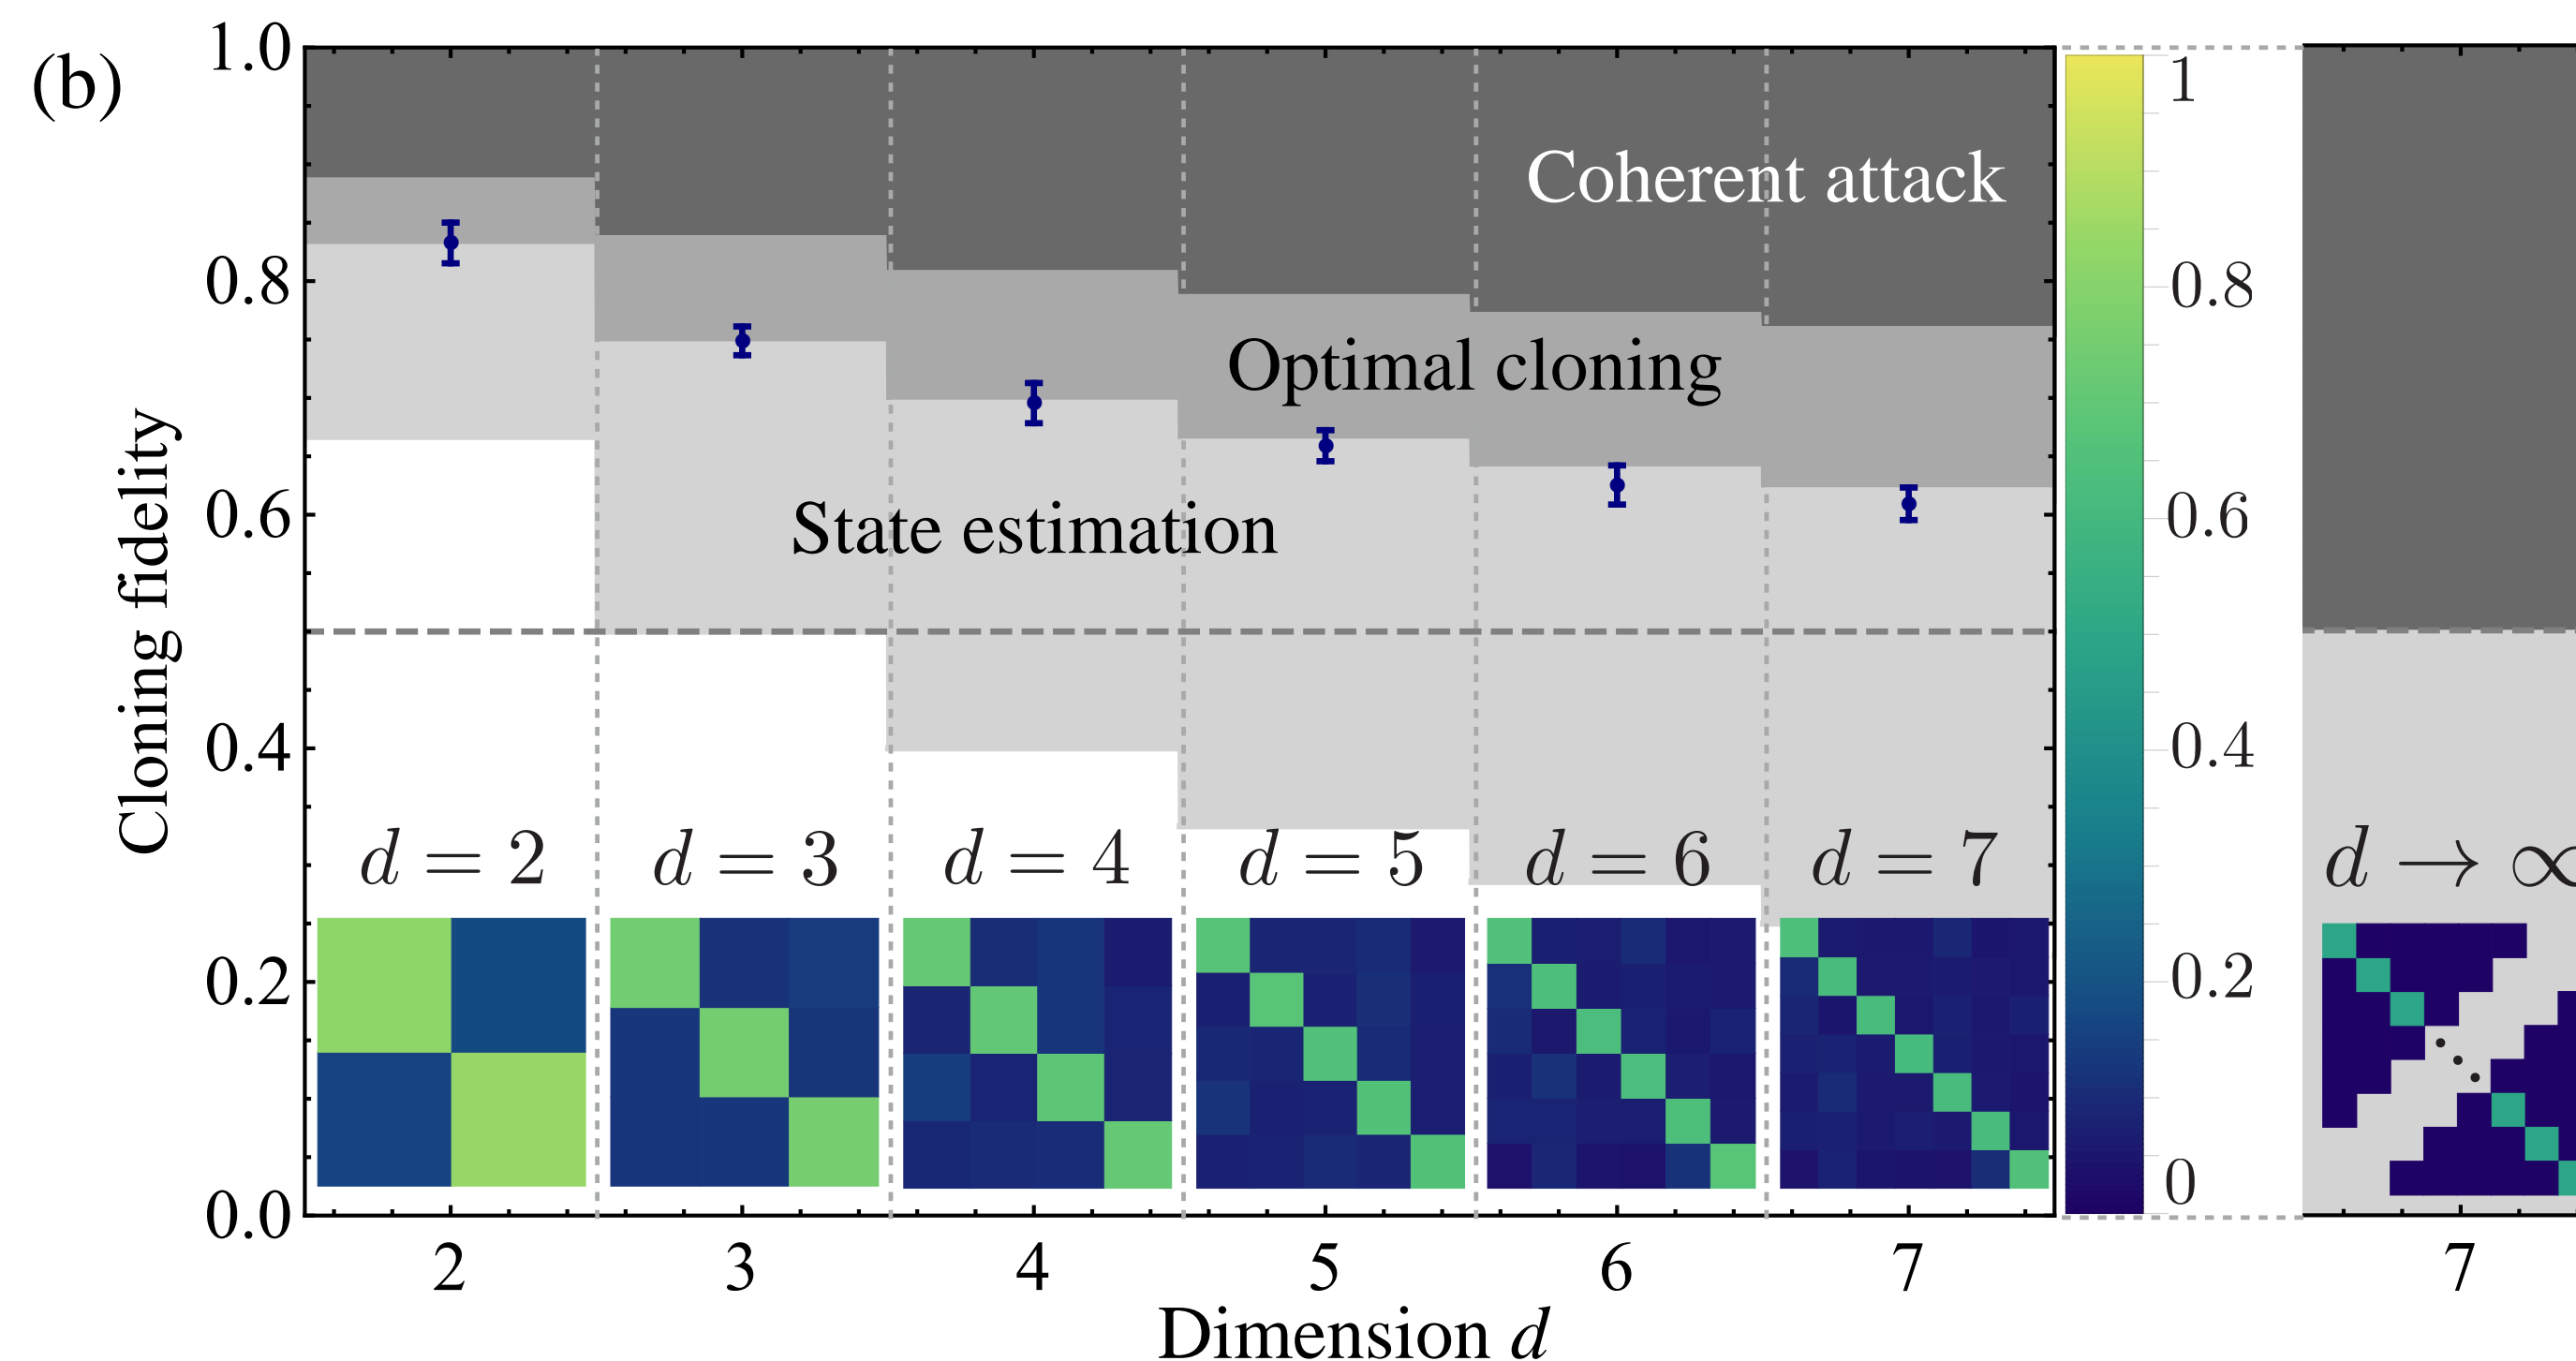 (b)
Cloning fidelity
1.0
0.8
0.6
0.4
0.2
0.0
Coherent attack
Optimal cloning
State estimation
d = 2
d = 3
d = 4
d = 5
d = 6
d = 7
d → ∞
1
0.8
0.6
0.4
0.2
0
2 3 4 5 6 7 7
Dimension d